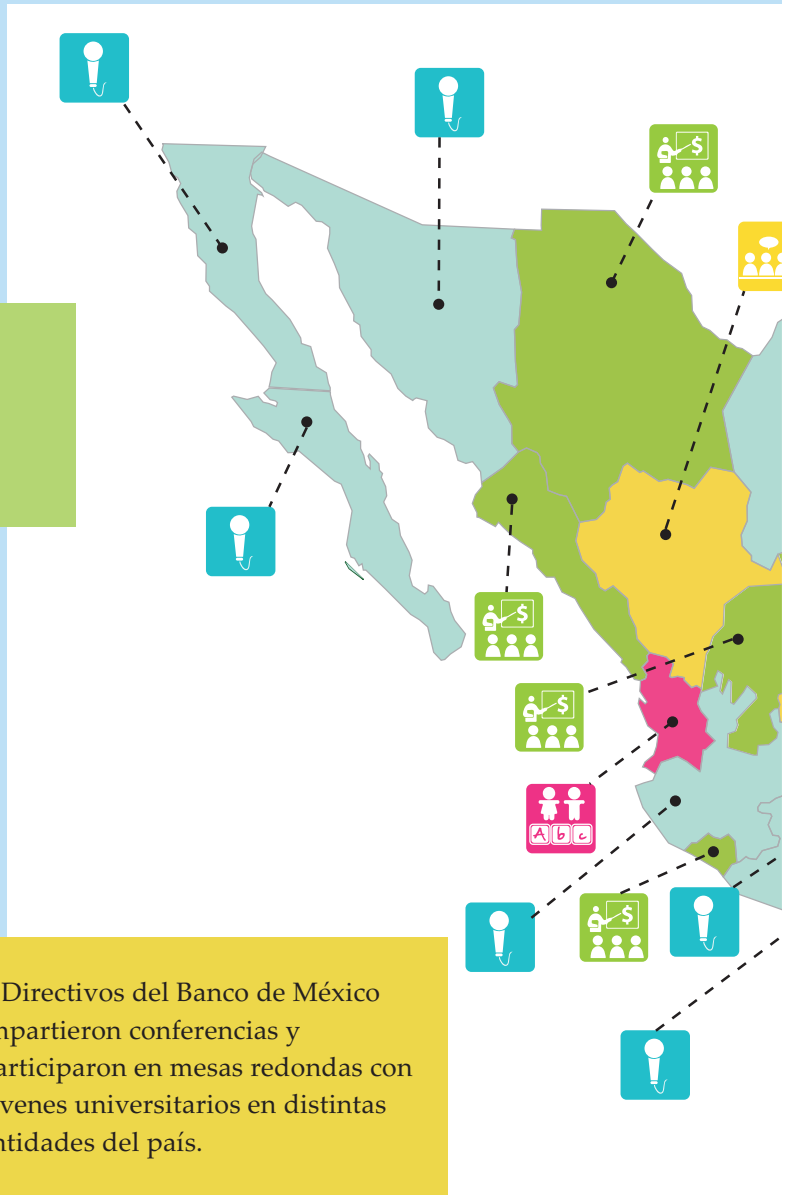 $
$
$
A b c
$
Directivos del Banco de México
mpartieron conferencias y
articiparon en mesas redondas con
venes universitarios en distintas
ntidades del país.